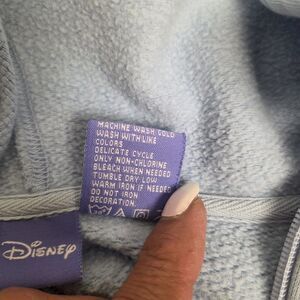 MACHINE WASH COLD
WASH WITH LIKE
COLORS
DELICATE CYCLE
ONLY NON-CHLORINE
BLEACH WHEN NEEDED
TUMBLE DRY LOW
WARM IRON IF NEEDED
DO NOT IRON
DECORATION.
DISNEY